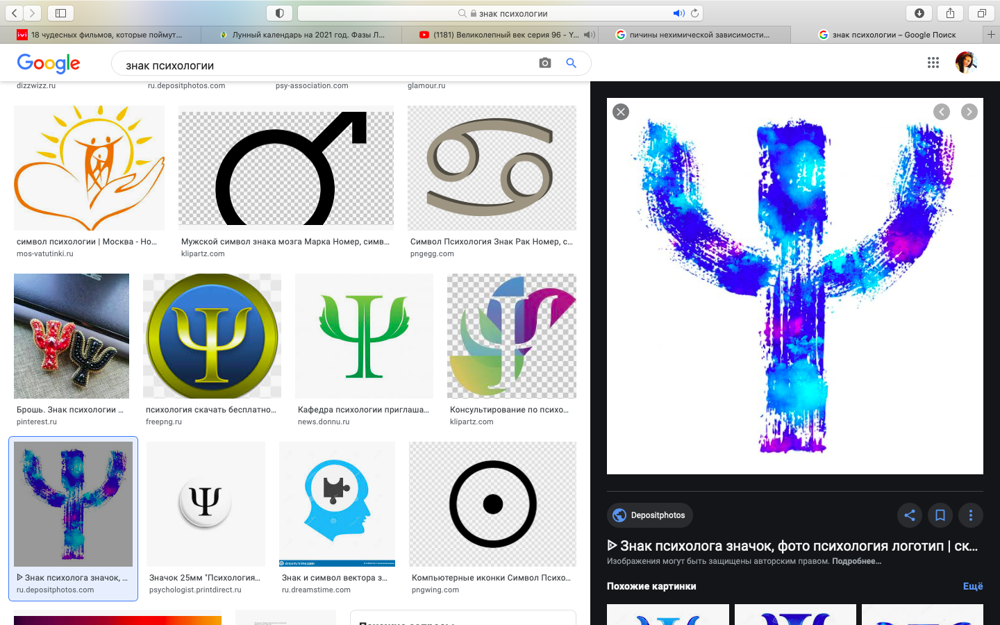 знак психологии
18 чудесных фильмов, которые поймут...
Лунный календарь на 2021 год. Фазы Л...
(1181) Великолепный век серия 96 - Y...
пичины нехимической зависимости...
знак психологии – Google Поиск
Google
знак психологии
dizzwizz.ru
ru.depositphotos.com
psy-association.com
glamour.ru
символ психологии | Москва - Но...
mos-vatutinki.ru
Мужской символ знака мозга Марка Номер, симв...
klipartz.com
Символ Психология Знак Рак Номер, с...
pngegg.com
Брошь. Знак психологии ...
pinterest.ru
психология скачать бесплатно...
freepng.ru
Кафедра психологии приглаша...
news.donnu.ru
Консультирование по психо...
klipartz.com
ᐉ Знак психолога значок, ...
ru.depositphotos.com
Значок 25мм "Психология...
psychologist.printdirect.ru
dreamstime.com
Знак и символ вектора з...
ru.dreamstime.com
Компьютерные иконки Символ Психо...
pngwing.com
Depositphotos
ᐉ Знак психолога значок, фото психология логотип | ск...
Изображения могут быть защищены авторским правом. Подробнее...
Похожие картинки
Ещё